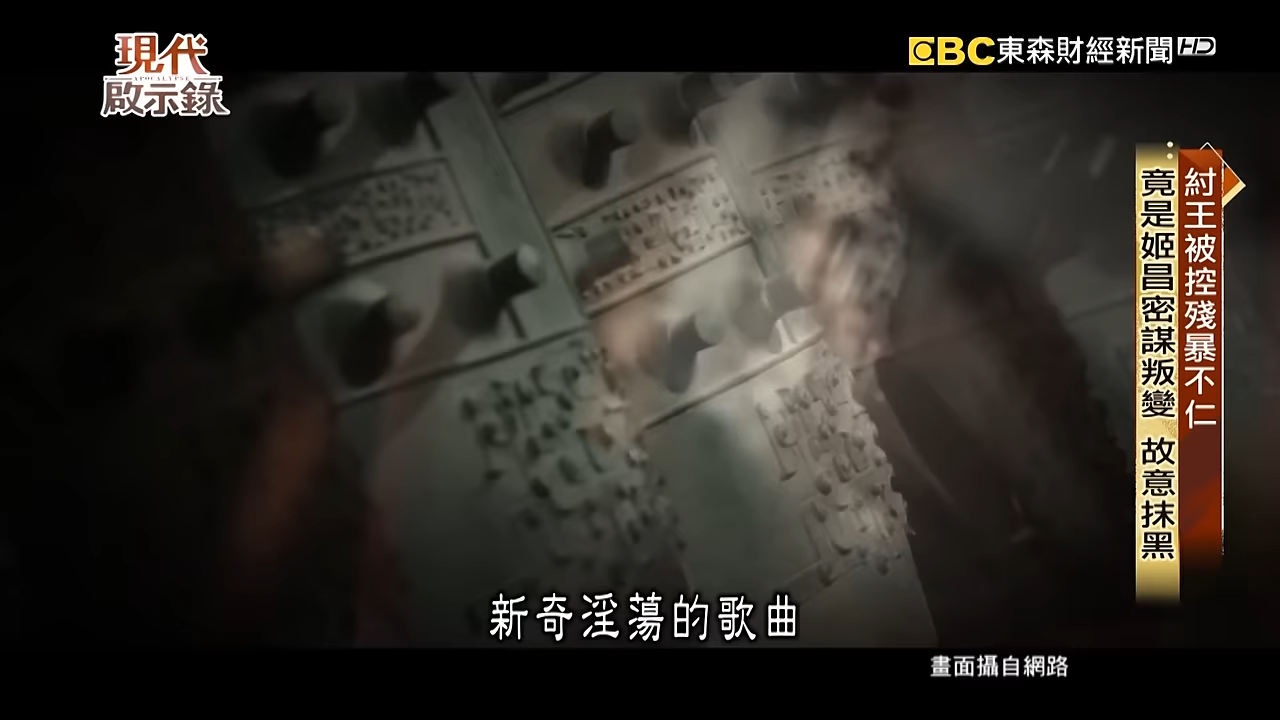 現代
APOCALYPSE
啟示錄
EBC東森財經新聞HD
紂王被控殘暴不仁
竟是姬昌密謀叛變 故意抹黑
新奇淫蕩的歌曲
畫面攝自網路